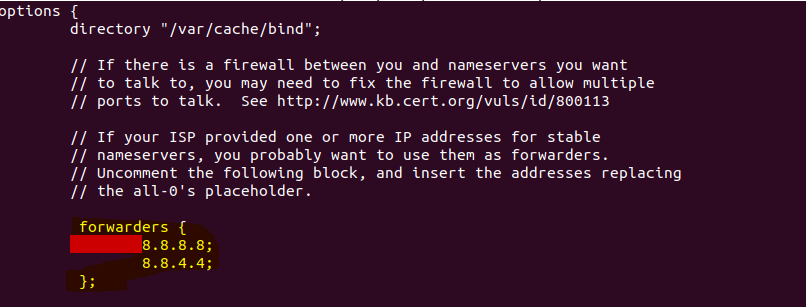 options {
directory "/var/cache/bind";
// If there is a firewall between you and nameservers you want
// to talk to, you may need to fix the firewall to allow multiple
// ports to talk.  See http://www.kb.cert.org/vuls/id/800113
// If your ISP provided one or more IP addresses for stable
// nameservers, you probably want to use them as forwarders.
// Uncomment the following block, and insert the addresses replacing
// the all-0's placeholder.
forwarders {
8.8.8.8;
8.8.4.4;
};